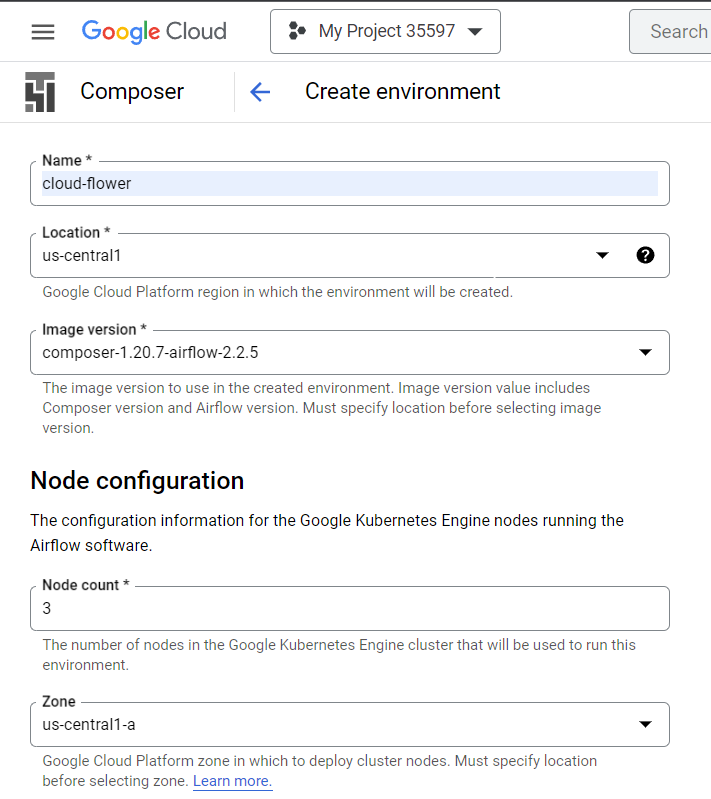 Google Cloud
My Project 35597
Search
Composer
Create environment
Name *
cloud-flower
Location *
us-central1
Google Cloud Platform region in which the environment will be created.
Image version *
composer-1.20.7-airflow-2.2.5
The image version to use in the created environment. Image version value includes
Composer version and Airflow version. Must specify location before selecting image
version.
Node configuration
The configuration information for the Google Kubernetes Engine nodes running the
Airflow software.
Node count *
3
The number of nodes in the Google Kubernetes Engine cluster that will be used to run this
environment.
Zone
us-central1-a
Google Cloud Platform zone in which to deploy cluster nodes. Must specify location
before selecting zone. Learn more.